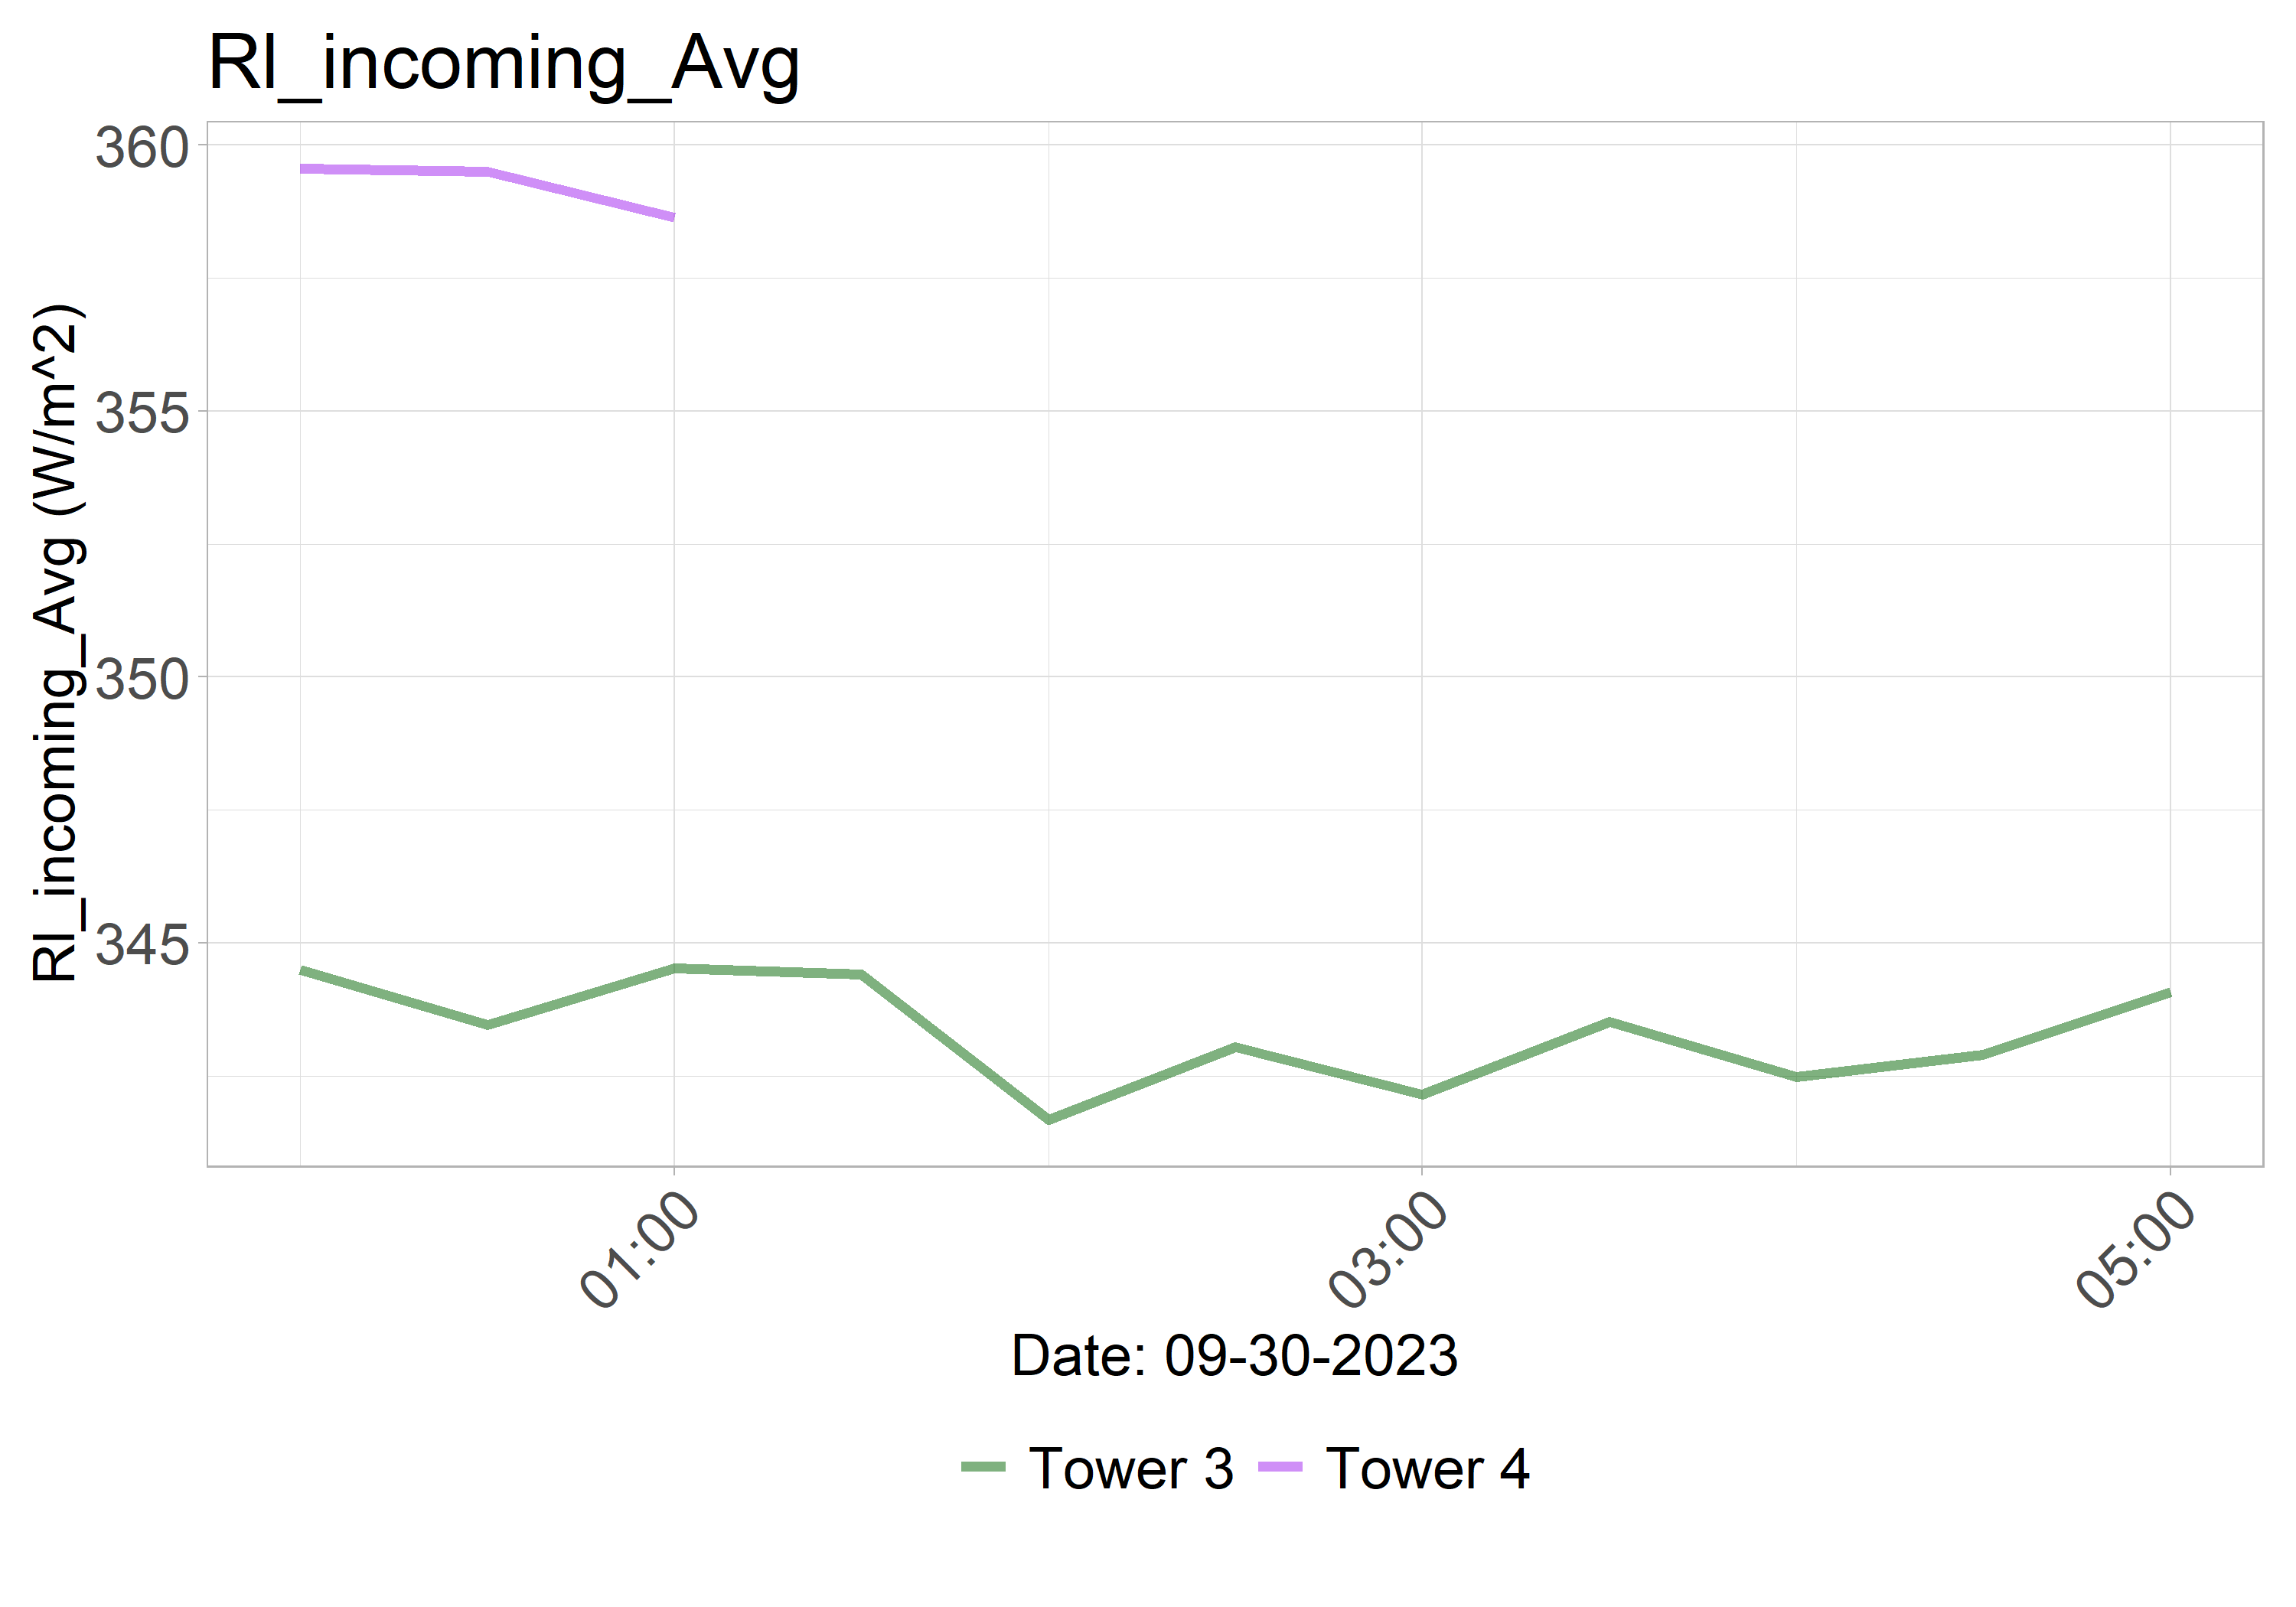 Rl_incoming_Avg
Rl_incoming_Avg (W/m^2)
360
355
350
345
01:00
03:00
05:00
Date: 09-30-2023
Tower 3
Tower 4